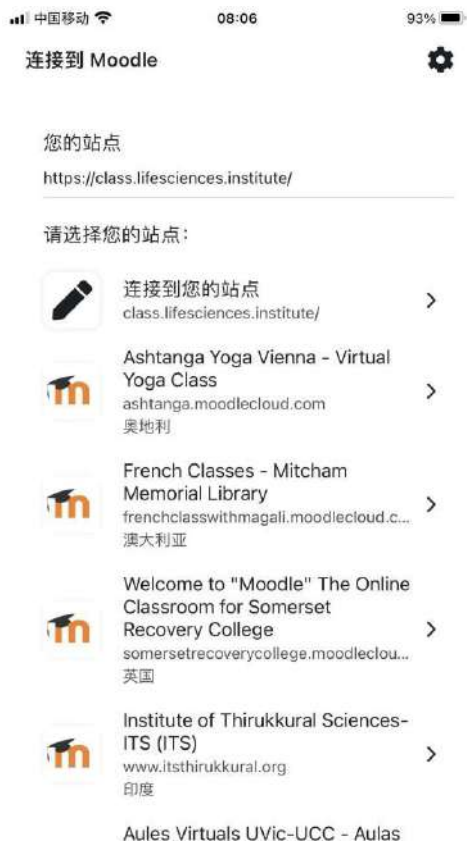 中国移动 08:06 93%
连接到 Moodle
您的站点
https://class.lifesciences.institute/
请选择您的站点：
连接到您的站点
class.lifesciences.institute/
Ashtanga Yoga Vienna - Virtual
Yoga Class
ashtanga.moodlecloud.com
奥地利
French Classes - Mitcham
Memorial Library
frenchclasswithmagali.moodlecloud.c...
澳大利亚
Welcome to "Moodle" The Online
Classroom for Somerset
Recovery College
somersetrecoverycollege.moodleclou...
英国
Institute of Thirukkural Sciences-
ITS (ITS)
www.itsthirukkural.org
印度
Aules Virtuals UVic-UCC - Aulas